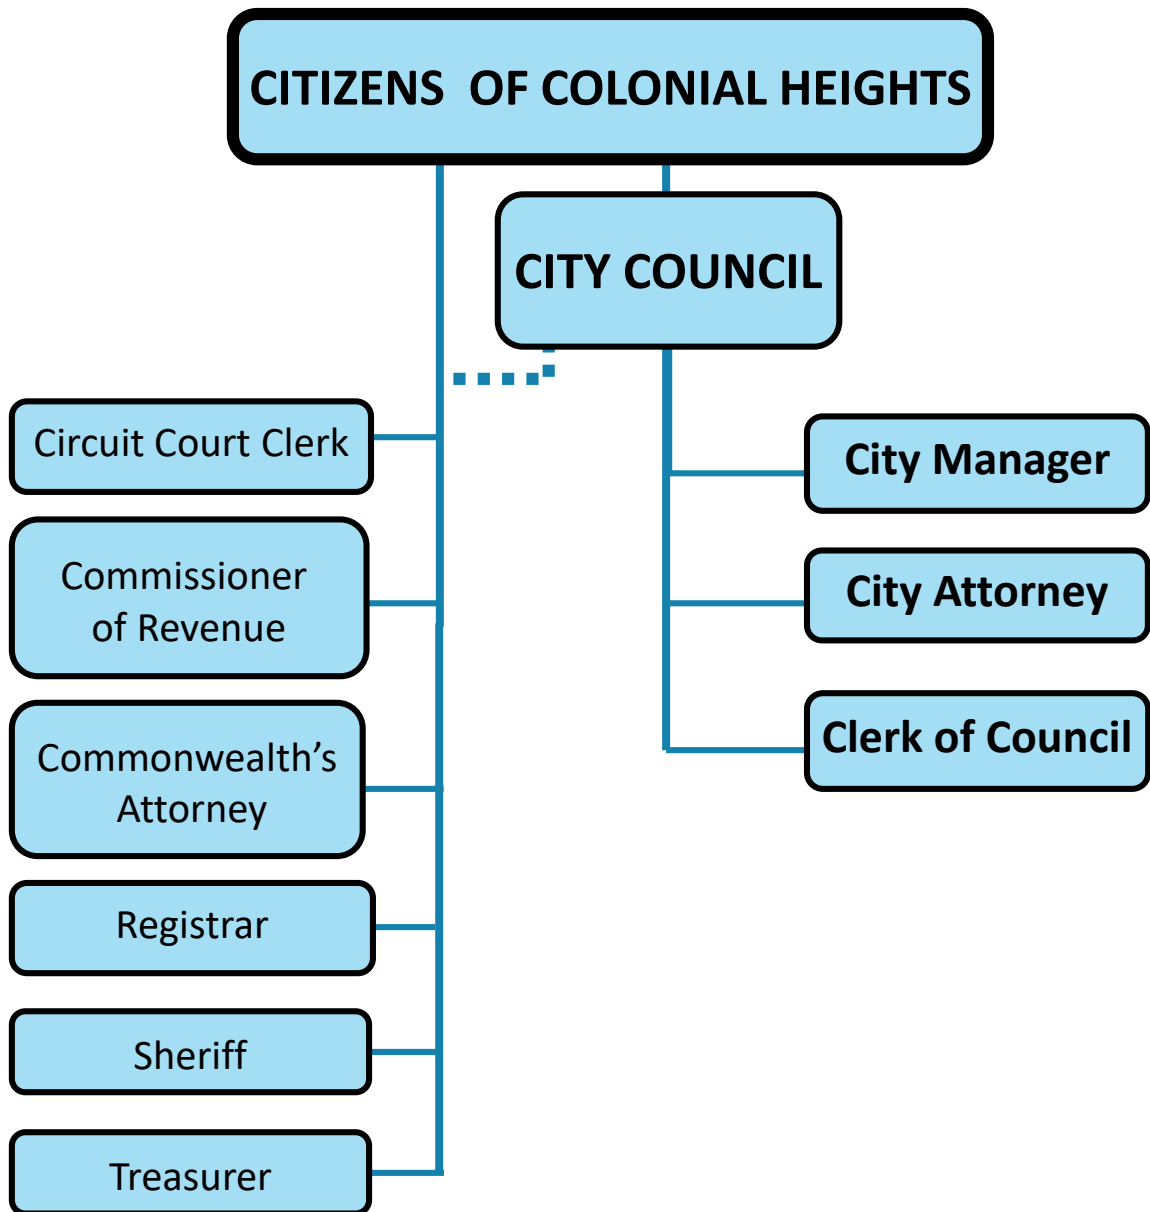 CITIZENS  OF COLONIAL HEIGHTS
CITY COUNCIL
Circuit Court Clerk
Commissioner
of Revenue
Commonwealth’s
Attorney
Registrar
Sheriff
Treasurer
City Manager
City Attorney
Clerk of Council